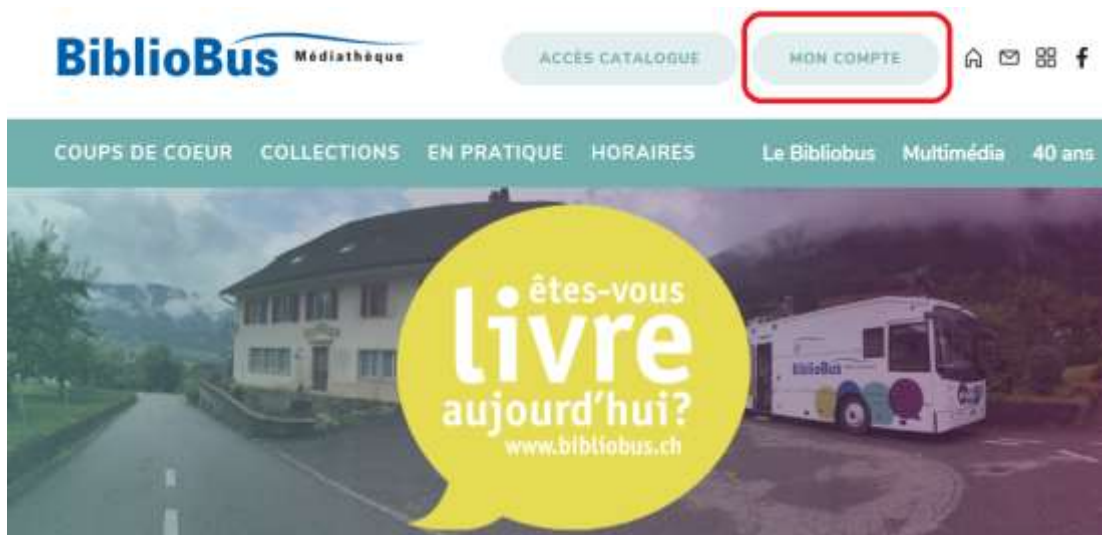 BiblioBus Médiathèque
ACCÈS CATALOGUE
MON COMPTE
COUPS DE COEUR
COLLECTIONS
EN PRATIQUE
HORAIRES
Le Bibliobus
Multimédia
40 ans
êtes-vous
livre
aujourd'hui?
www.bibliobus.ch
BiblioBus